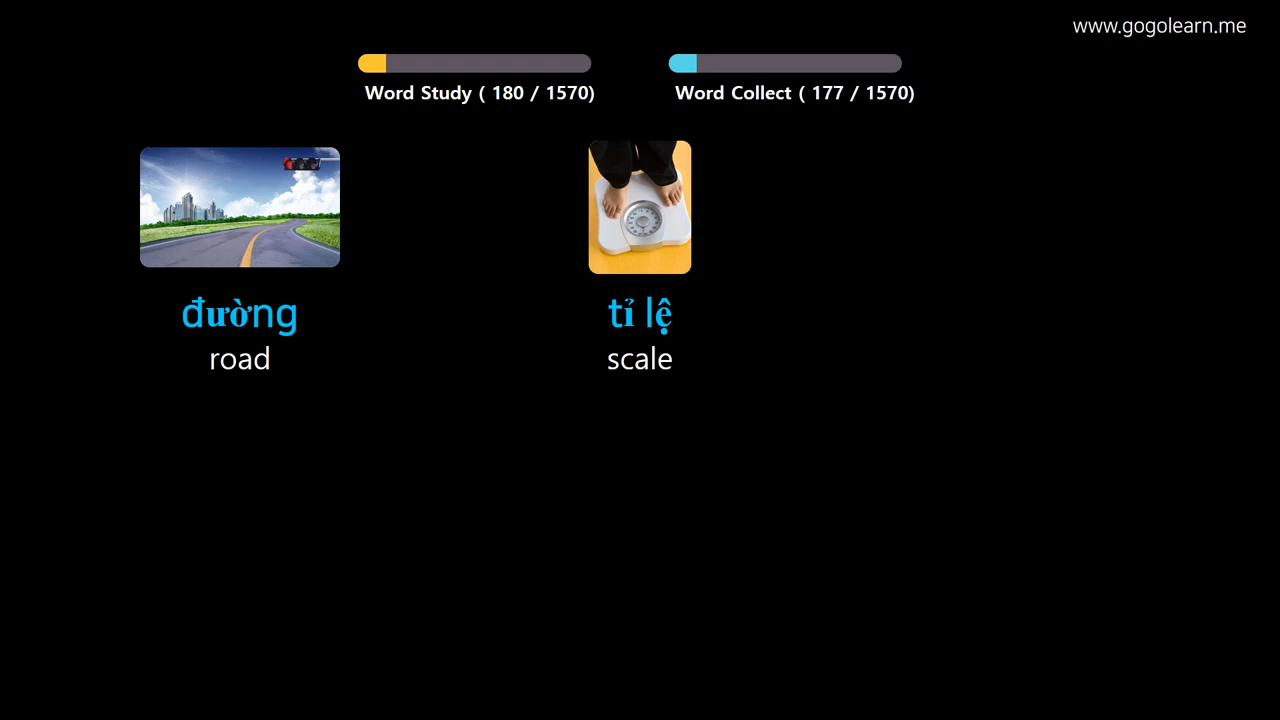 www.gogolearn.me
Word Study ( 180 / 1570)
Word Collect ( 177 / 1570)
đường
road
tỉ lệ
scale